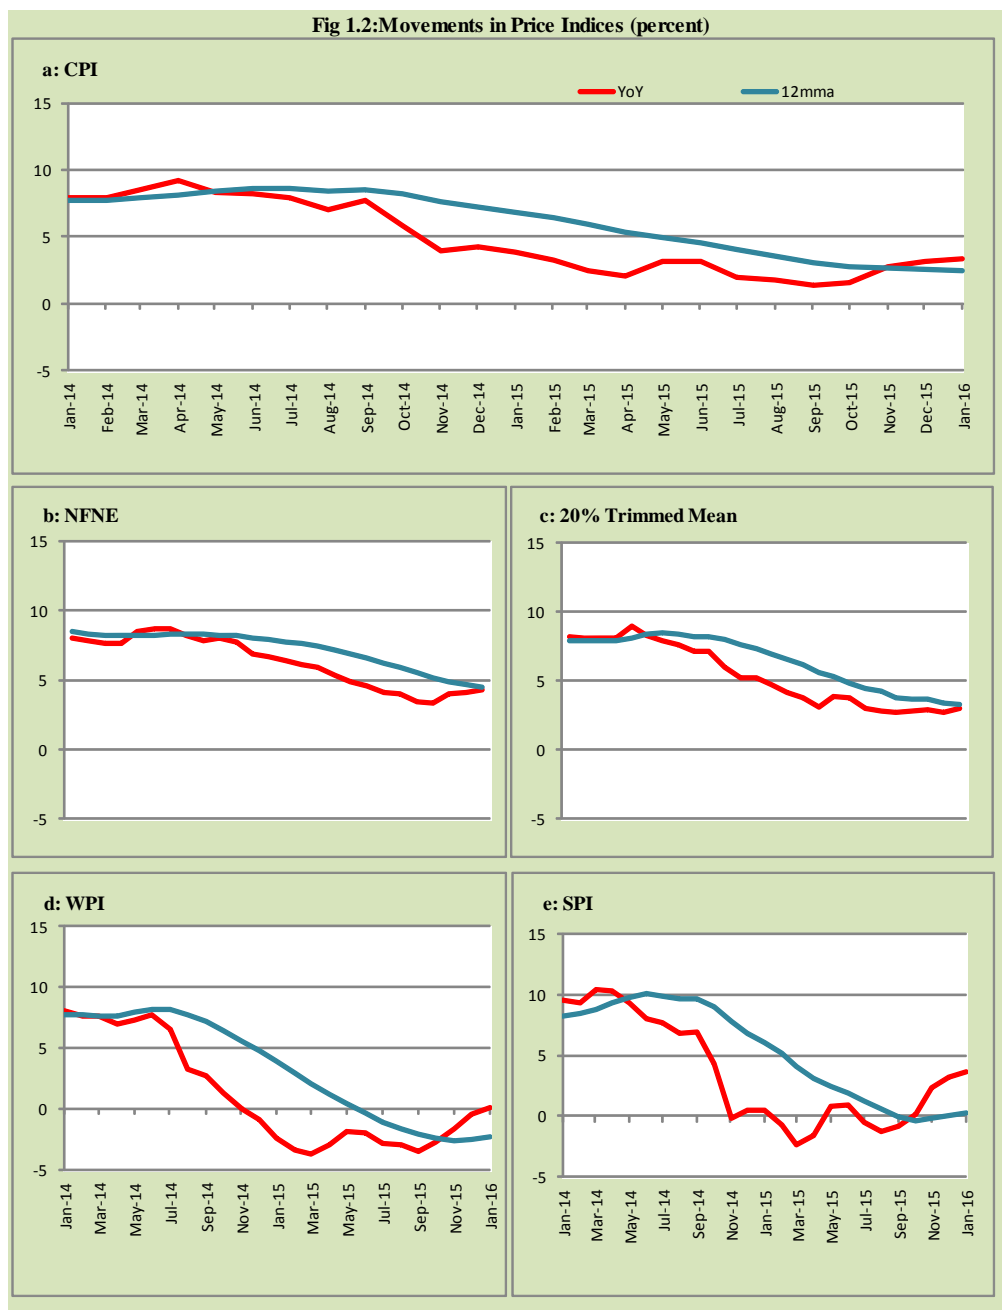 Fig 1.2:Movements in Price Indices (percent)
a: CPI
YoY 12mma
15
10
5
0
-5
Jan-14 Feb-14 Mar-14 Apr-14 May-14 Jun-14 Jul-14 Aug-14 Sep-14 Oct-14 Nov-14 Dec-14 Jan-15 Feb-15 Mar-15 Apr-15 May-15 Jun-15 Jul-15 Aug-15 Sep-15 Oct-15 Nov-15 Dec-15 Jan-16
b: NFNE
15
10
5
0
-5
c: 20% Trimmed Mean
15
10
5
0
-5
d: WPI
15
10
5
0
-5
Jan-14 Mar-14 May-14 Jul-14 Sep-14 Nov-14 Jan-15 Mar-15 May-15 Jul-15 Sep-15 Nov-15 Jan-16
e: SPI
15
10
5
0
-5
Jan-14 Mar-14 May-14 Jul-14 Sep-14 Nov-14 Jan-15 Mar-15 May-15 Jul-15 Sep-15 Nov-15 Jan-16